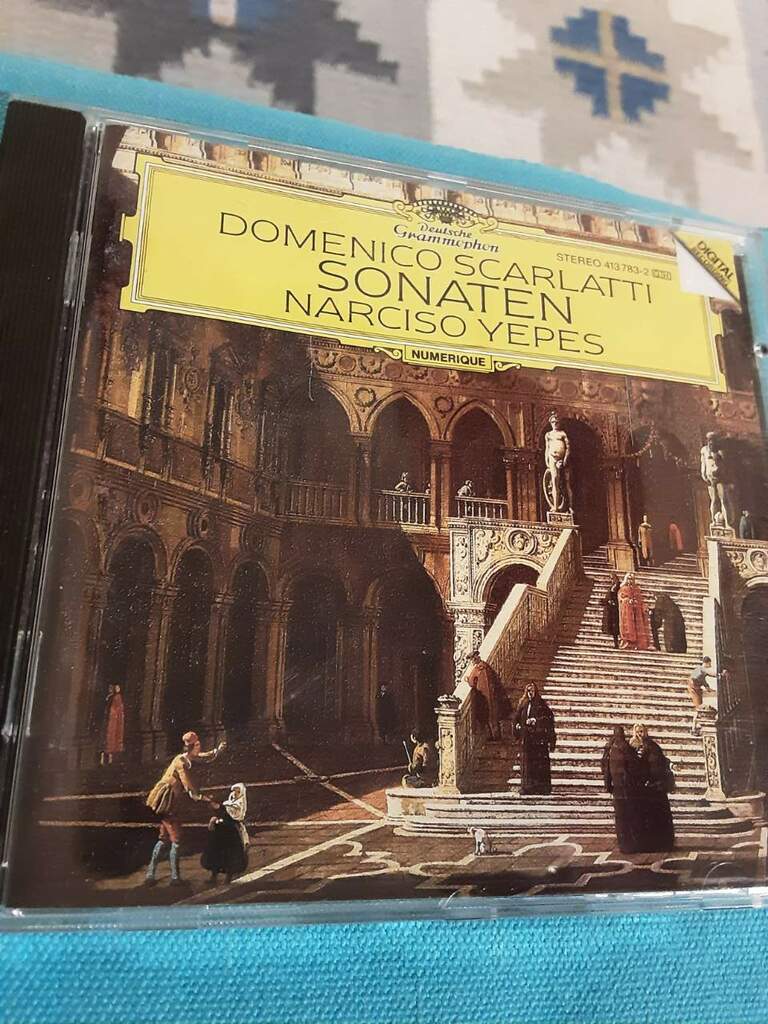 Deutsche
Grammophon
DOMENICO SCARLATTI
STEREO 413 783-2
SONATEN
NARCISO YEPES
NUMERIQUE
DIGITAL